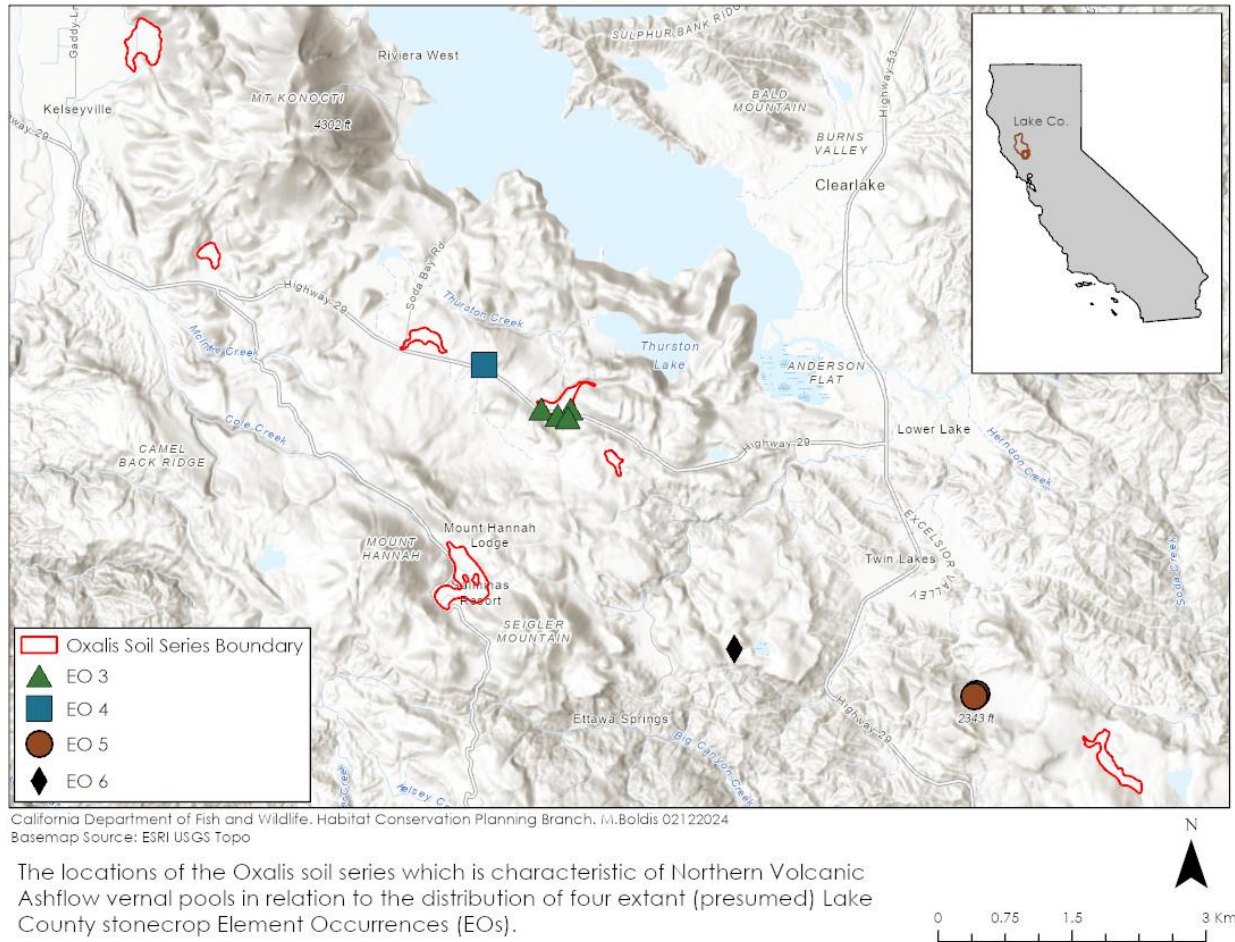 SULPHUR BANK RIDGE
Gaddy Ln
Riviera West
Highway 53
MT KONOCTI
BALD
MOUNTAIN
Kelseyville
4302 ft
BURNS
VALLEY
Lake Co.
Highway-29
Clearlake
Soda Bay Rd
Highway-29
Thurston Creek
McIntire Creek
Thurston
Lake
ANDERSON
FLAT
Cole Creek
Highway-29
Lower Lake
Herndon Creek
CAMEL
BACK RIDGE
EXCELSIOR VALLEY
Mount Hannah
Lodge
MOUNT
HANNAH
Twin Lakes
Soda Creek
Resort
SEIGLER
MOUNTAIN
Ettawa Springs
2343 ft
Highway-29
Big Canyon Creek
Kelsey
Oxalis Soil Series Boundary
EO 3
EO 4
EO 5
EO 6
California Department of Fish and Wildlife. Habitat Conservation Planning Branch. M.Boldis 02122024
Basemap Source: ESRI USGS Topo
N
The locations of the Oxalis soil series which is characteristic of Northern Volcanic
Ashflow vernal pools in relation to the distribution of four extant (presumed) Lake
County stonecrop Element Occurrences (EOs).
0 0.75 1.5 3 Km